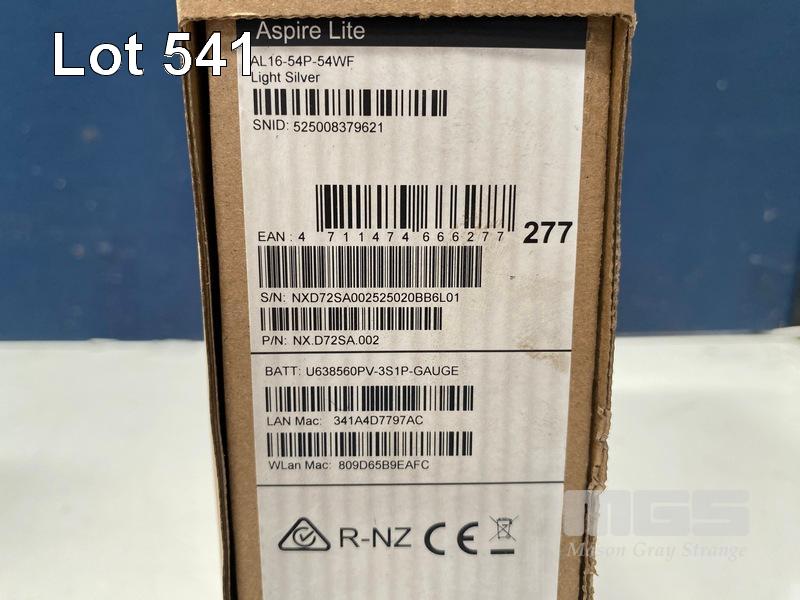 Lot 541
Aspire Lite
AL16-54P-54WF
Light Silver
SNID: 525008379621
EAN : 4 711474 666277
277
S/N: NXD72SA002525020BB6L01
P/N: NX.D72SA.002
BATT: U638560PV-3S1P-GAUGE
LAN Mac: 341A4D7797AC
WLan Mac: 809D65B9EAFC
R-NZ CE
MGS
Mason Gray Strange